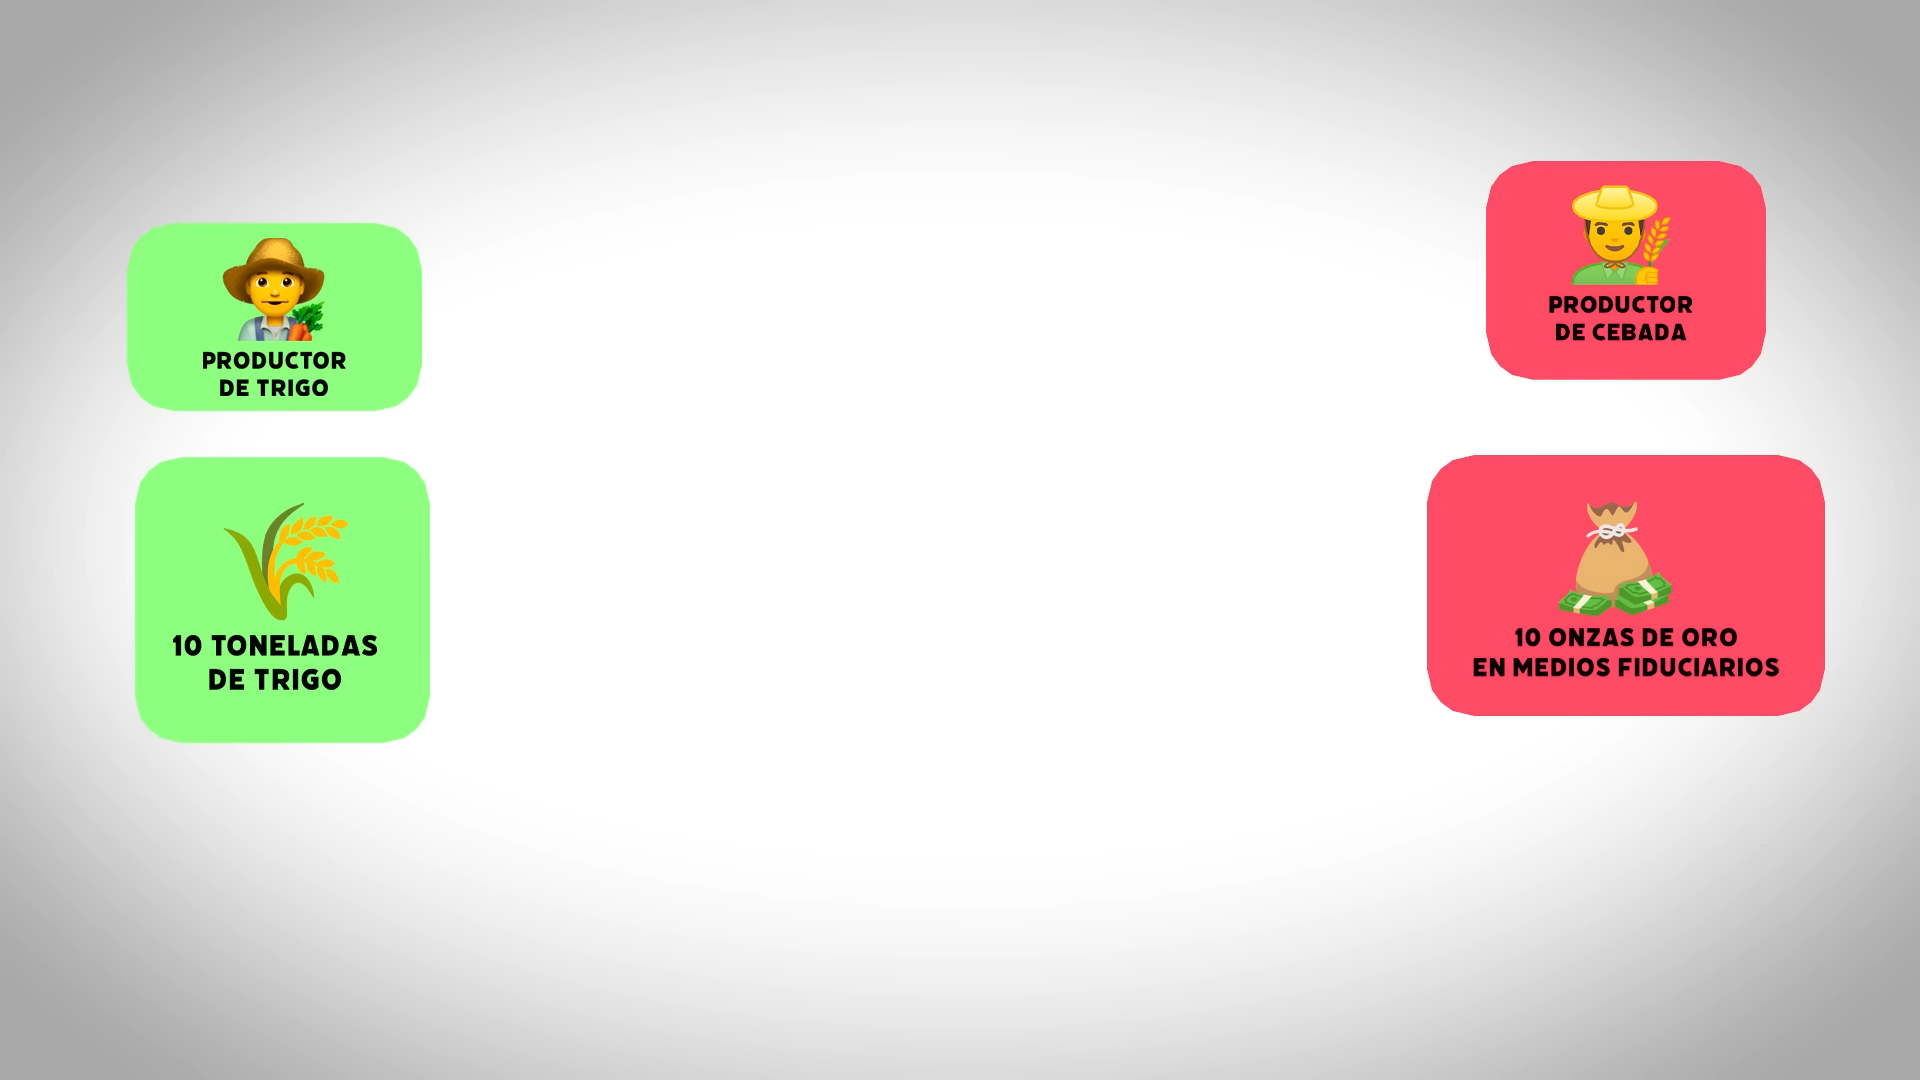 PRODUCTOR
DE TRIGO
10 TONELADAS
DE TRIGO
PRODUCTOR
DE CEBADA
10 ONZAS DE ORO
EN MEDIOS FIDUCIARIOS